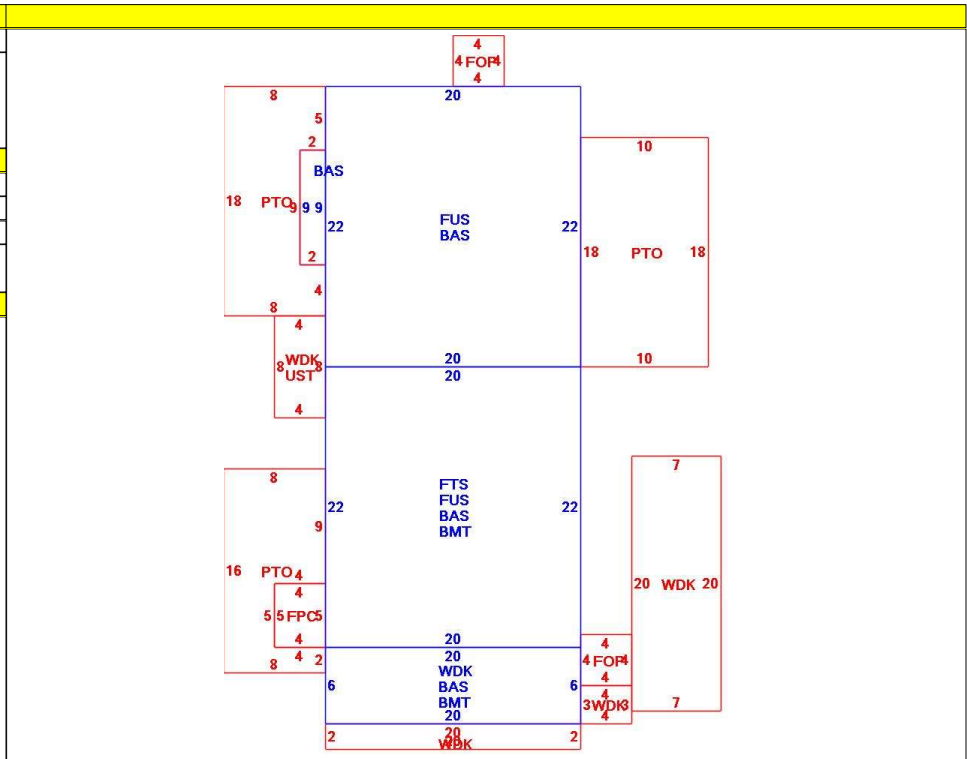 4
4 FOP 4
4
8
20
5
2
10
BAS
18 PTO 9 9 9
22
FUS
BAS
22
18 PTO 18
2
4
8
4
20
10
20
8 WDK 8
UST
4
7
8
FTS
FUS
BAS
BMT
9
22
22
16 PTO 4
4
20 WDK 20
5 5 FPC 5
4
20
4
4 2
20
4 FOP 4
8
WDK
BAS
BMT
6
6
4
4
3 WDK 3
4
7
20
2
20
WDK
2